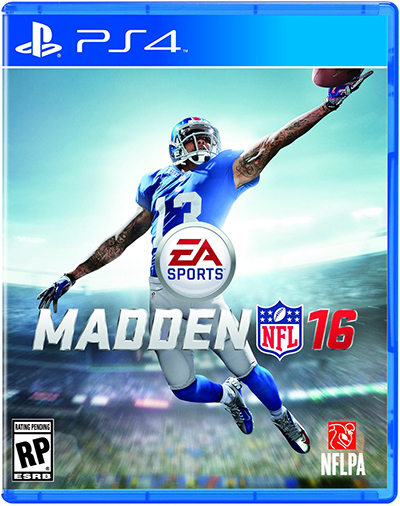 PS4
13
EA
SPORTS
MADDEN NFL 16
RATING PENDING
RP
ESRB
NFLPA